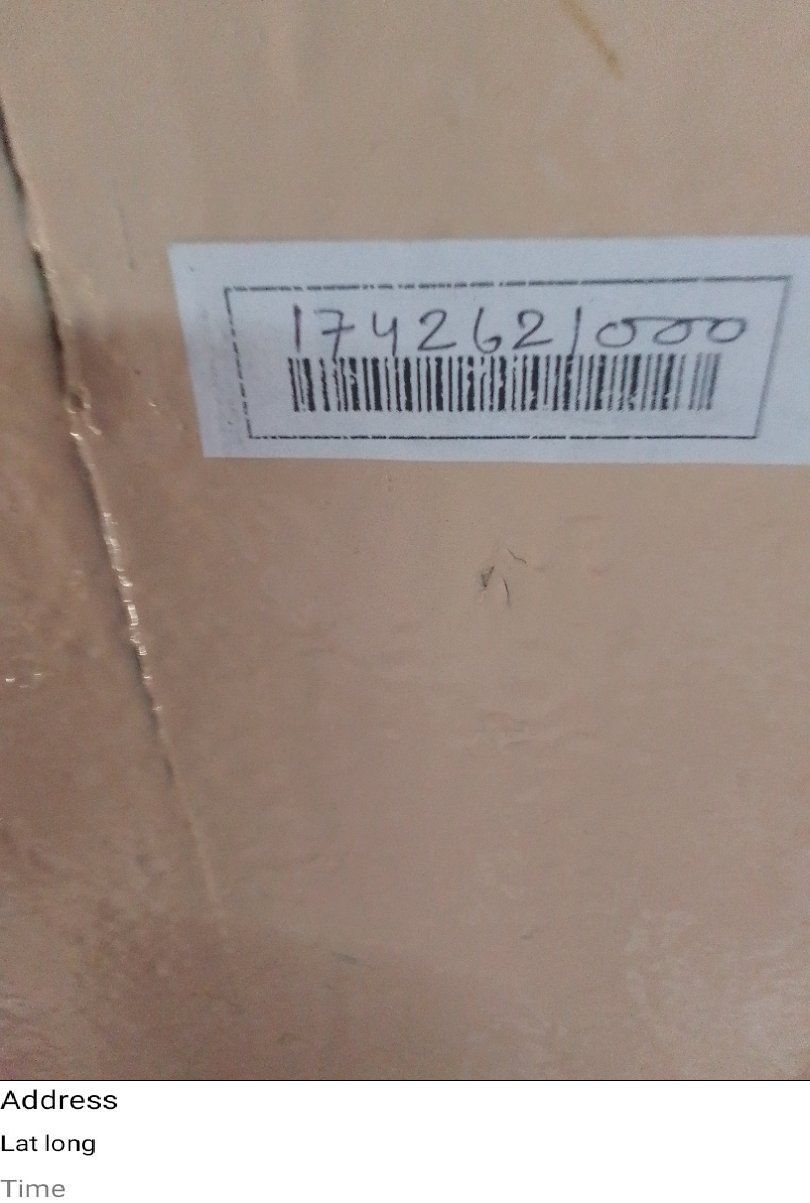 1742621000
Address
Lat long
Time